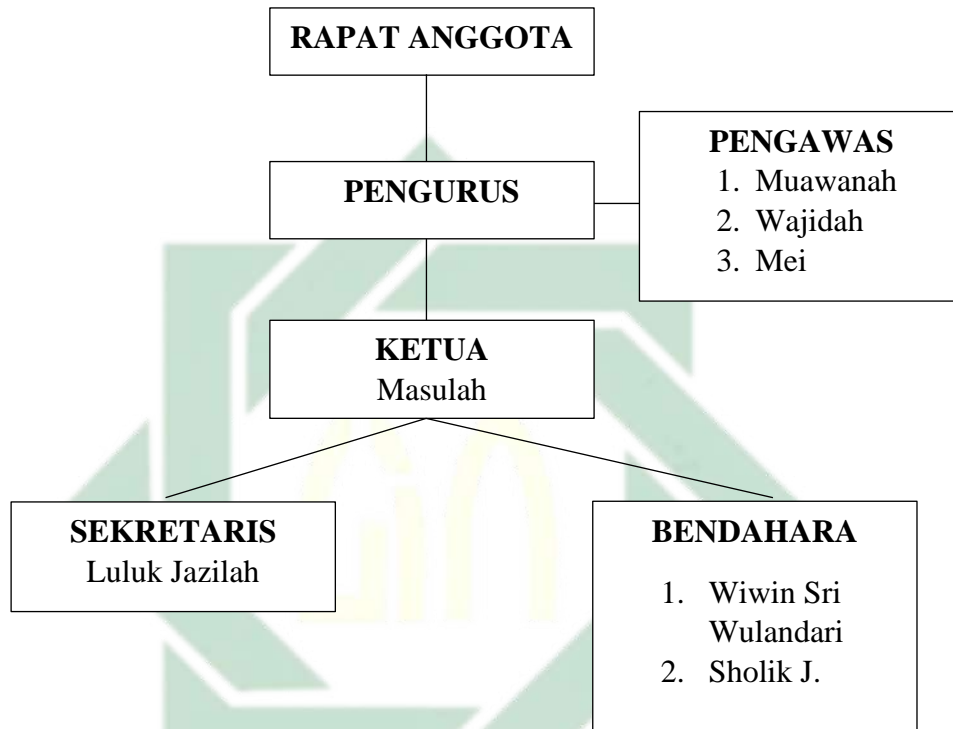 RAPAT ANGGOTA
PENGURUS
PENGAWAS
1. Muawanah
2. Wajidah
3. Mei
KETUA
Masulah
SEKRETARIS
Luluk Jazilah
BENDAHARA
1. Wiwin Sri
Wulandari
2. Sholik J.